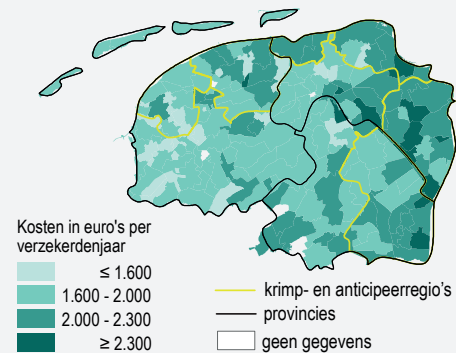 Kosten in euro's per
verzekerdenjaar
≤ 1.600
1.600 - 2.000
2.000 - 2.300
≥ 2.300
krimp- en anticipeerregio's
provincies
geen gegevens